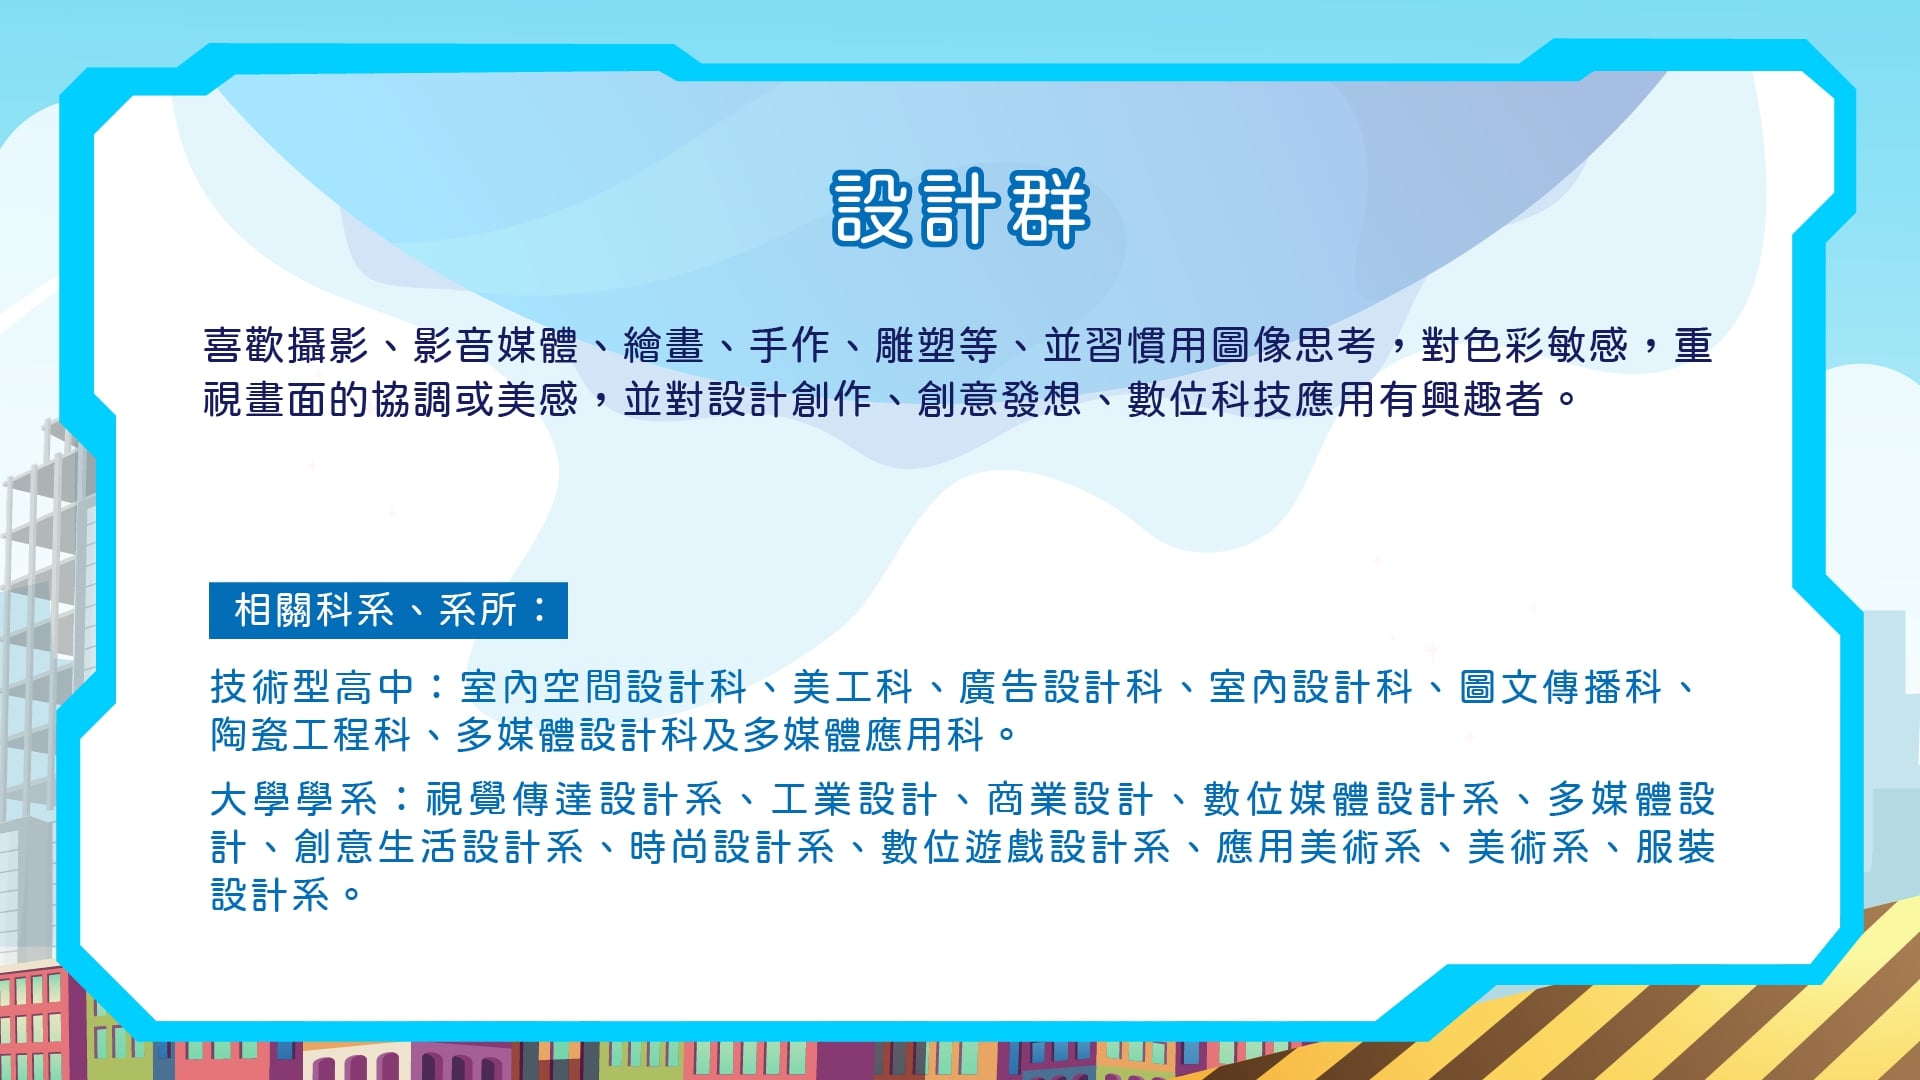 設計群
喜歡攝影、影音媒體、繪畫、手作、雕塑等、並習慣用圖像思考，對色彩敏感，重
視畫面的協調或美感，並對設計創作、創意發想、數位科技應用有興趣者。
相關科系、系所：
技術型高中：室內空間設計科、美工科、廣告設計科、室內設計科、圖文傳播科、
陶瓷工程科、多媒體設計科及多媒體應用科。
大學學系：視覺傳達設計系、工業設計、商業設計、數位媒體設計系、多媒體設
計、創意生活設計系、時尚設計系、數位遊戲設計系、應用美術系、美術系、服裝
設計系。